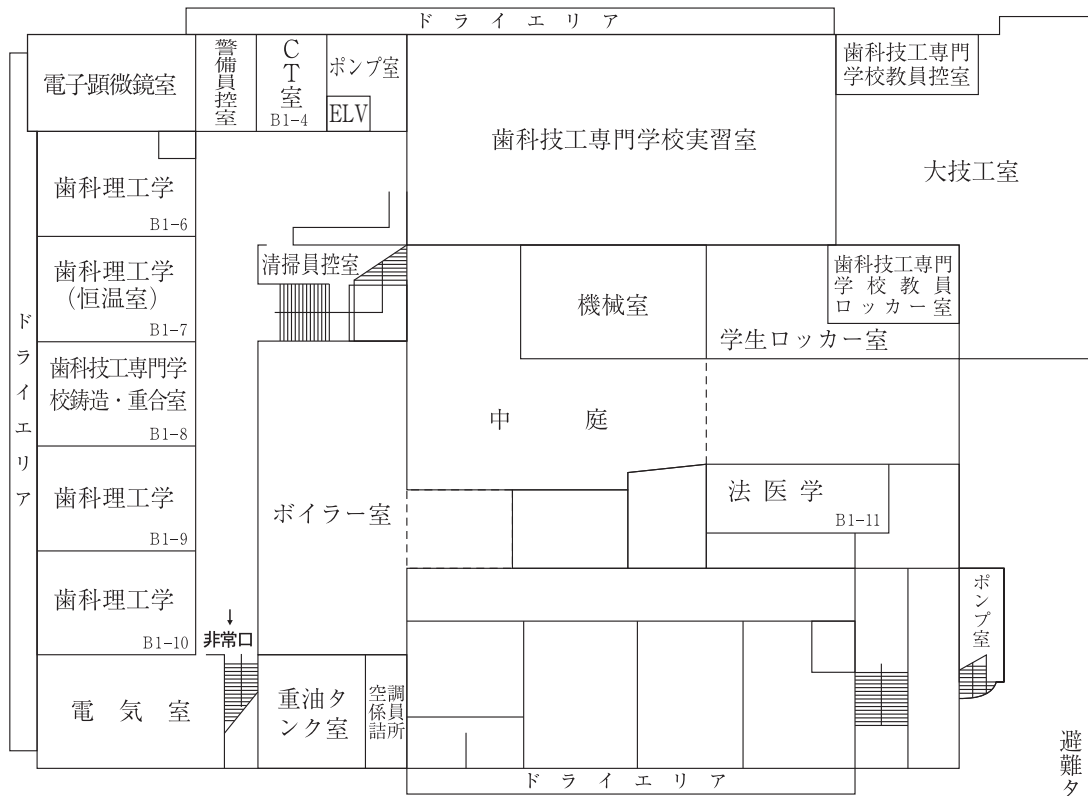 ドライエリア
電子顕微鏡室
警備員控室
CT室
B1-4
ポンプ室
ELV
歯科技工専門学校実習室
歯科技工専門
学校教員控室
大技工室
歯科理工学
B1-6
清掃員控室
歯科理工学
(恒温室)
B1-7
機械室
歯科技工専門
学校教員
ロッカー室
学生ロッカー室
ドライエリア
歯科技工専門学
校鋳造・重合室
B1-8
中庭
歯科理工学
B1-9
ボイラー室
法医学
B1-11
歯科理工学
B1-10
↓
非常口
ポンプ室
電気室
重油タ
ンク室
空調
係員
詰所
避難タ
ドライエリア